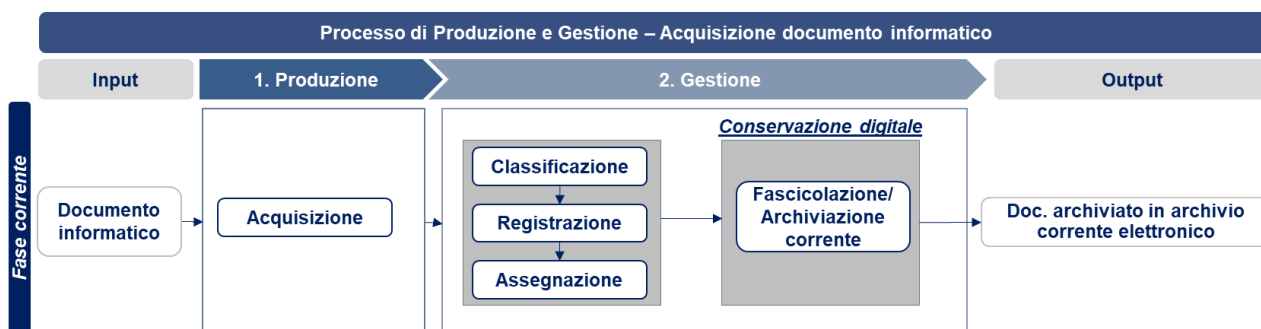 Processo di Produzione e Gestione – Acquisizione documento informatico
Input
1. Produzione
2. Gestione
Output
Fase corrente
Documento
informatico
Acquisizione
Classificazione
Registrazione
Assegnazione
Conservazione digitale
Fascicolazione/
Archiviazione
corrente
Doc. archiviato in archivio
corrente elettronico